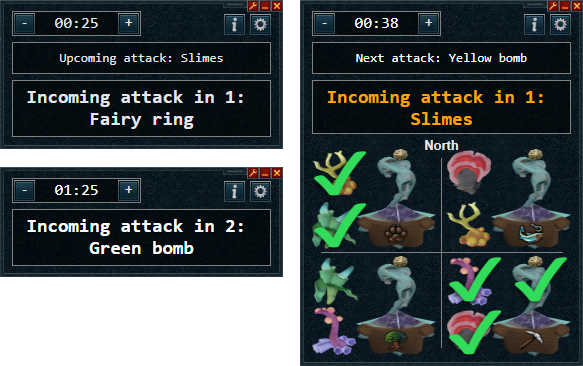 - 00:25 +
Upcoming attack: Slimes
Incoming attack in 1:
Fairy ring
- 01:25 +
Incoming attack in 2:
Green bomb
- 00:38 +
Next attack: Yellow bomb
Incoming attack in 1:
Slimes
North